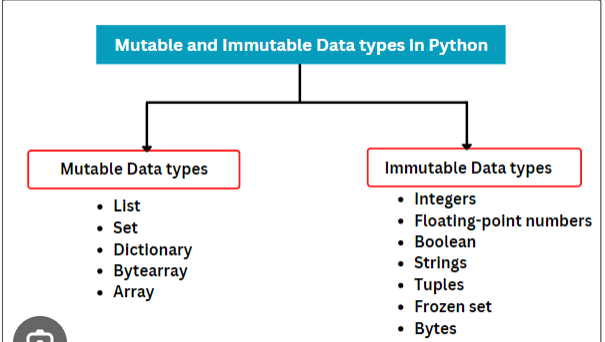 Mutable and Immutable Data types in Python
Mutable Data types
• List
• Set
• Dictionary
• Bytearray
• Array
Immutable Data types
• Integers
• Floating-point numbers
• Boolean
• Strings
• Tuples
• Frozen set
• Bytes